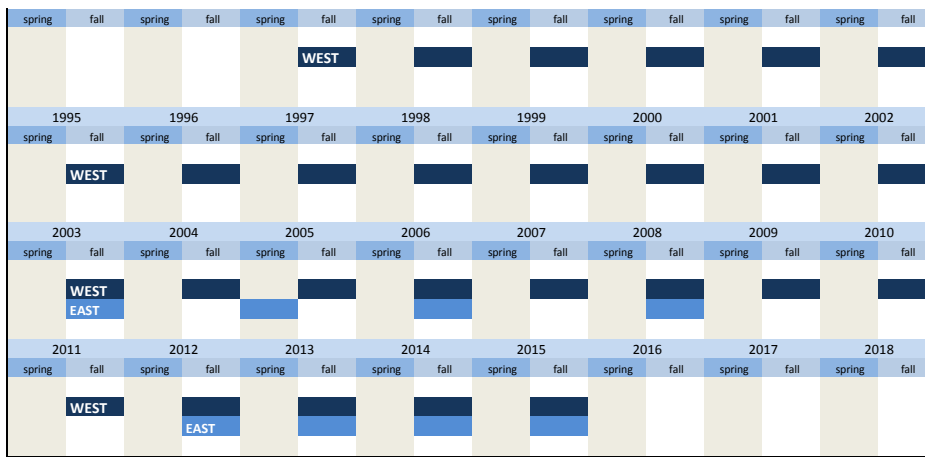 spring fall spring fall spring fall spring fall spring fall spring fall spring fall spring fall
WEST
1995 1996 1997 1998 1999 2000 2001 2002
spring fall spring fall spring fall spring fall spring fall spring fall spring fall spring fall
WEST
2003 2004 2005 2006 2007 2008 2009 2010
spring fall spring fall spring fall spring fall spring fall spring fall spring fall spring fall
WEST
EAST
2011 2012 2013 2014 2015 2016 2017 2018
spring fall spring fall spring fall spring fall spring fall spring fall spring fall spring fall
WEST
EAST